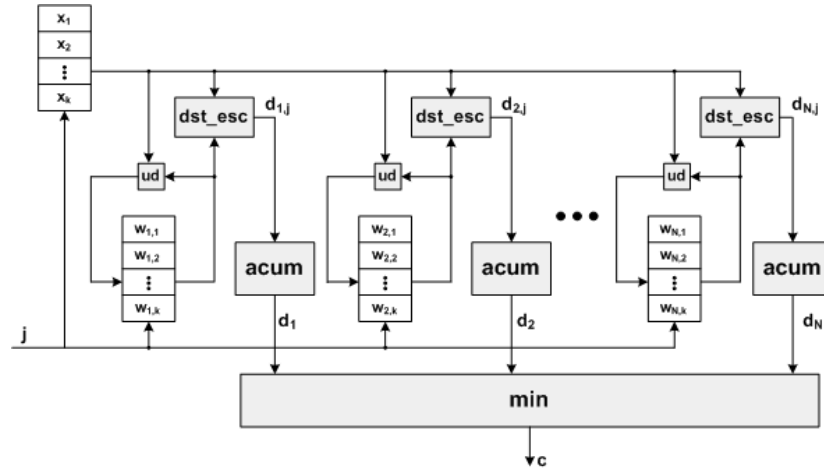 x1
x2
⋮
xk
dst_esc
d1,j
dst_esc
d2,j
dst_esc
dN,j
ud
ud
ud
w1,1
w1,2
⋮
w1,k
w2,1
w2,2
⋮
w2,k
•••
wN,1
wN,2
⋮
wN,k
acum
acum
acum
j
d1
d2
dN
min
c